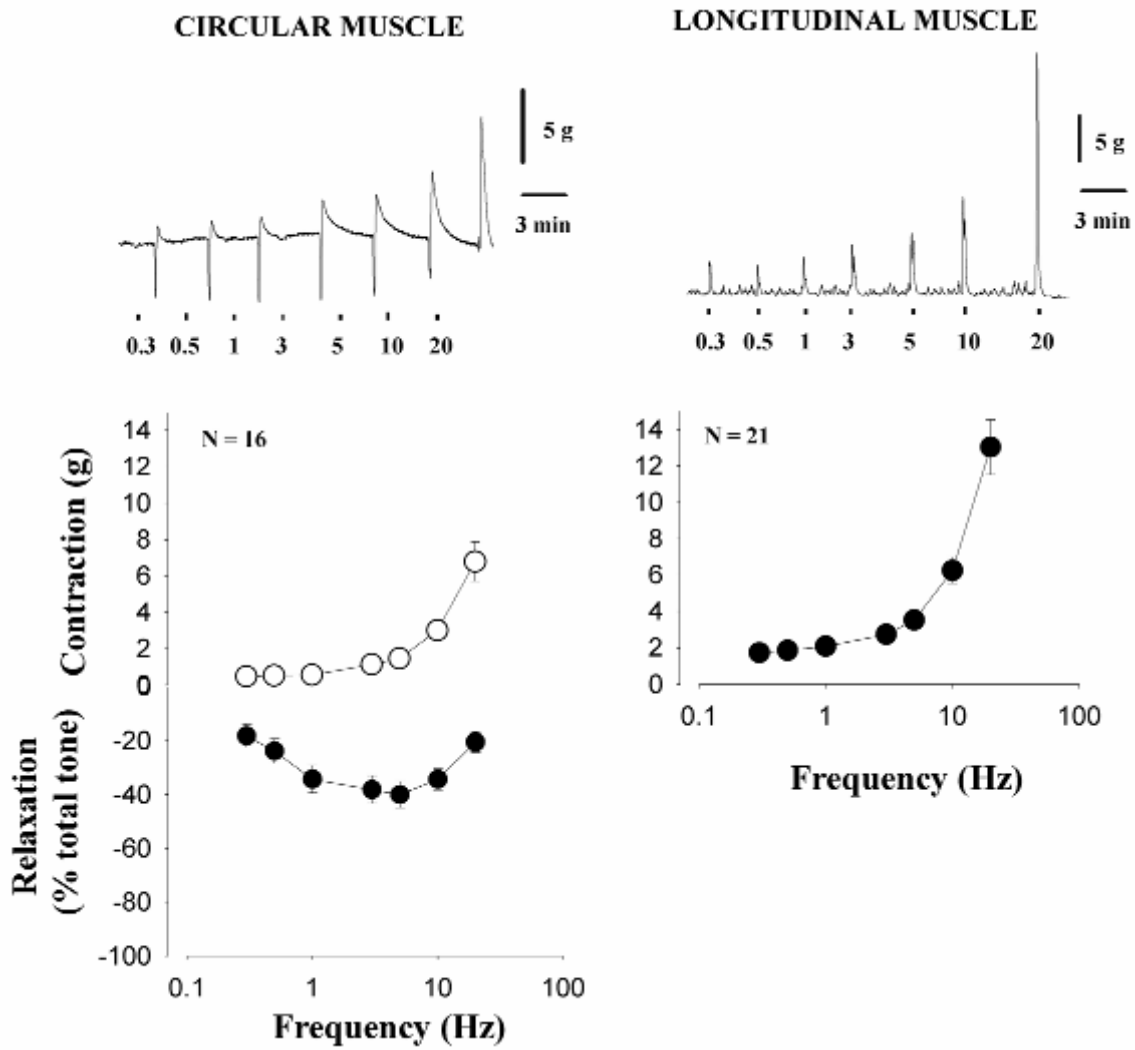 CIRCULAR MUSCLE
5 g
3 min
0.3 0.5 1 3 5 10 20
LONGITUDINAL MUSCLE
5 g
3 min
0.3 0.5 1 3 5 10 20
N = 16
Contraction (g)
14
12
10
8
6
4
2
0
Relaxation
(% total tone)
-20
-40
-60
-80
-100
0.1 1 10 100
Frequency (Hz)
N = 21
14
12
10
8
6
4
2
0
0.1 1 10 100
Frequency (Hz)